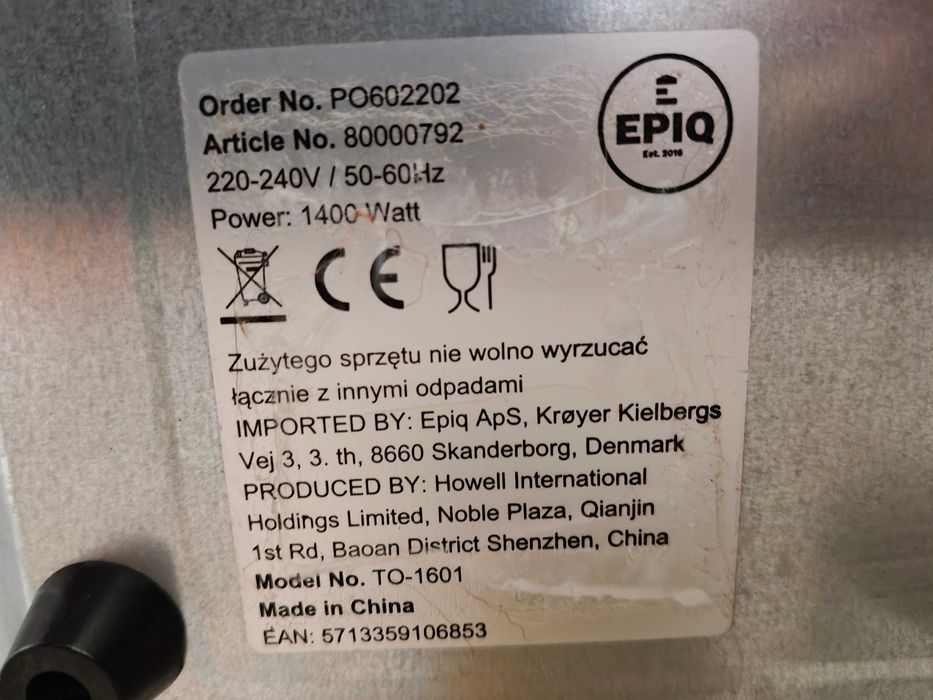 Order No. PO602202
Article No. 80000792
220-240V / 50-60Hz
Power: 1400 Watt
EPIQ
Est. 2016
CE
Zużytego sprzętu nie wolno wyrzucać
łącznie z innymi odpadami
IMPORTED BY: Epiq ApS, Krøyer Kielbergs
Vej 3, 3. th, 8660 Skanderborg, Denmark
PRODUCED BY: Howell International
Holdings Limited, Noble Plaza, Qianjin
1st Rd, Baoan District Shenzhen, China
Model No. TO-1601
Made in China
EAN: 5713359106853